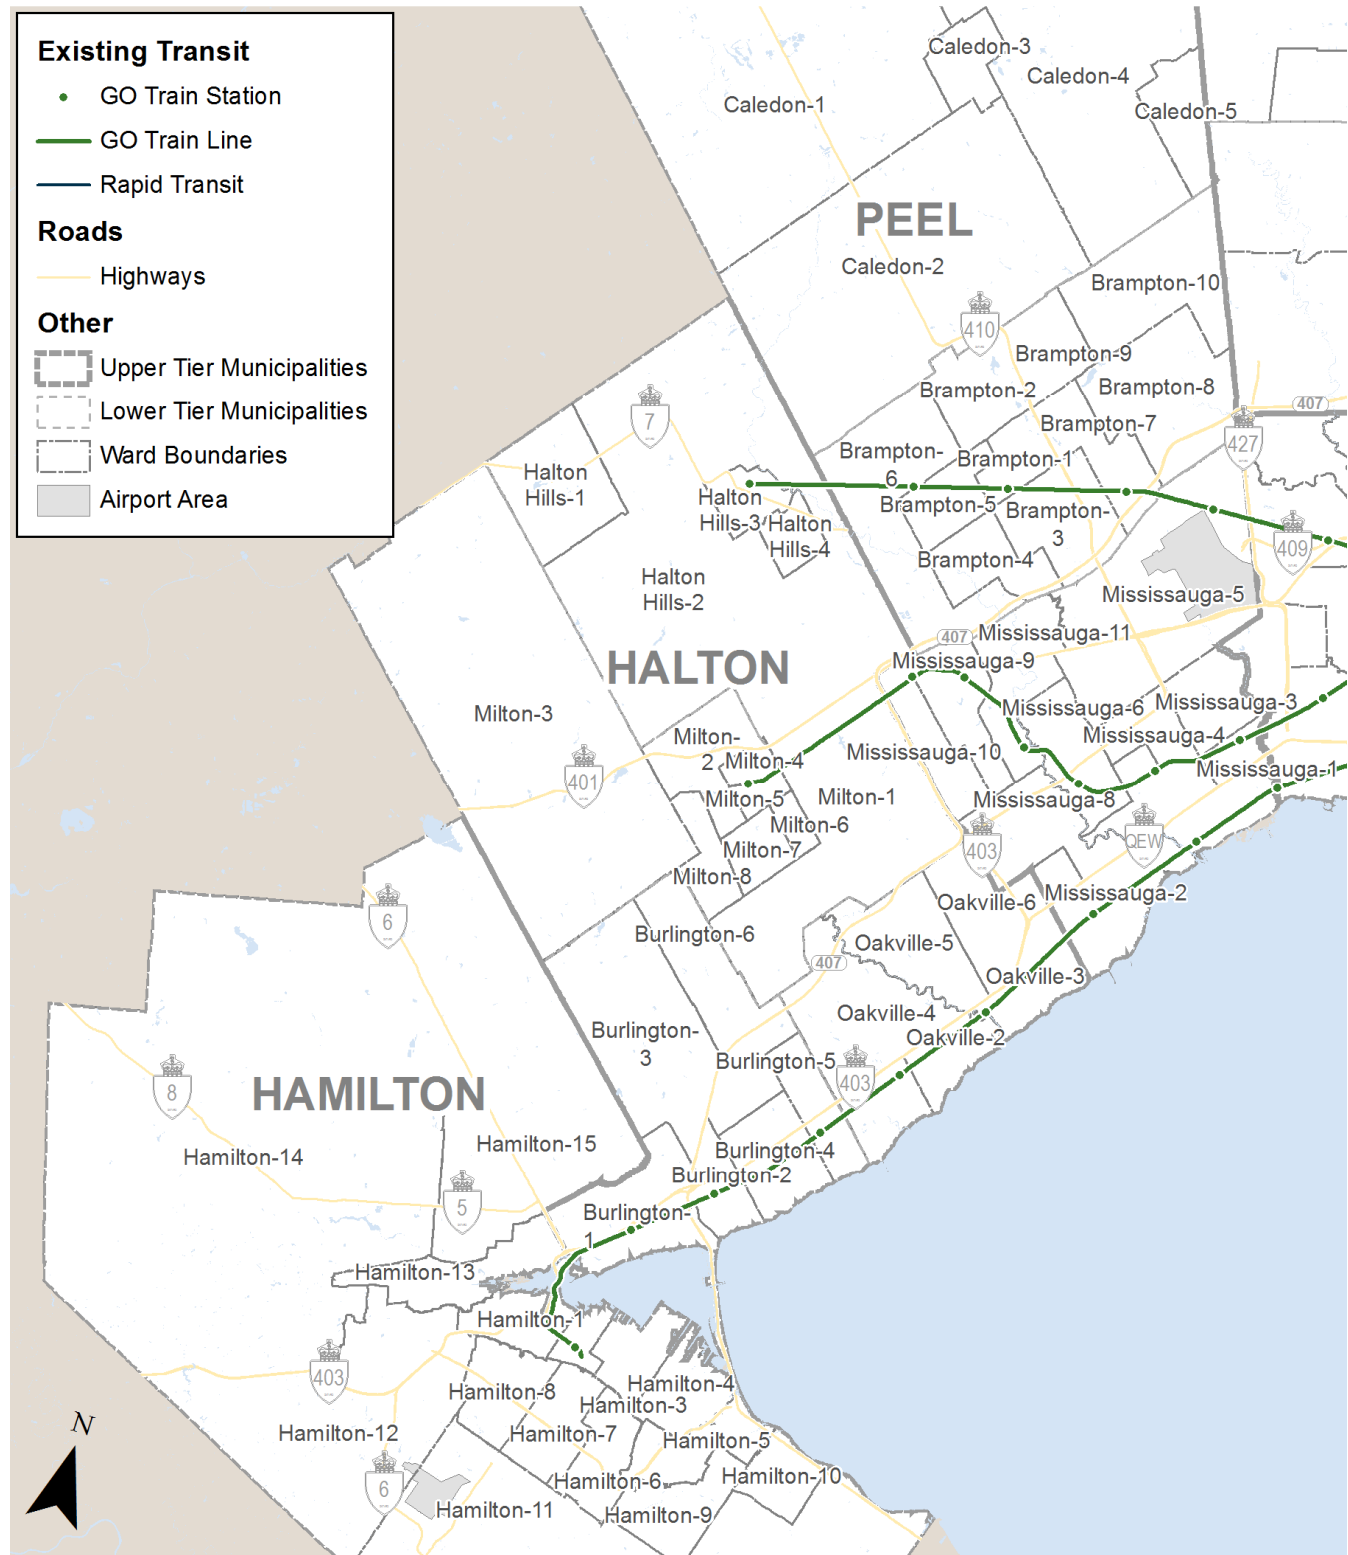 Existing Transit
GO Train Station
GO Train Line
Rapid Transit
Roads
Highways
Other
Upper Tier Municipalities
Lower Tier Municipalities
Ward Boundaries
Airport Area
Caledon-3
Caledon-4
Caledon-1
Caledon-5
PEEL
Caledon-2
Brampton-10
410
Brampton-9
Brampton-2
Brampton-8
407
7
Brampton-7
427
Brampton-
6
Brampton-1
Halton
Hills-1
Halton
Hills-3
Brampton-5
Brampton-
3
Halton
Hills-4
409
Brampton-4
Halton
Hills-2
Mississauga-5
407
Mississauga-11
HALTON
Mississauga-9
Mississauga-6
Mississauga-3
Milton-3
Milton-
2
Mississauga-4
Mississauga-10
Milton-4
Mississauga-1
401
Milton-5
Milton-1
Mississauga-8
Milton-6
QEW
Milton-7
403
Milton-8
Mississauga-2
Oakville-6
6
Burlington-6
Oakville-5
407
Oakville-3
Oakville-4
Burlington-
3
Oakville-2
Burlington-5
403
8
HAMILTON
Hamilton-15
Burlington-4
Hamilton-14
Burlington-2
5
Burlington-
1
Hamilton-13
Hamilton-1
403
Hamilton-4
Hamilton-8
Hamilton-3
N
Hamilton-12
Hamilton-7
Hamilton-5
Hamilton-10
Hamilton-6
6
Hamilton-11
Hamilton-9